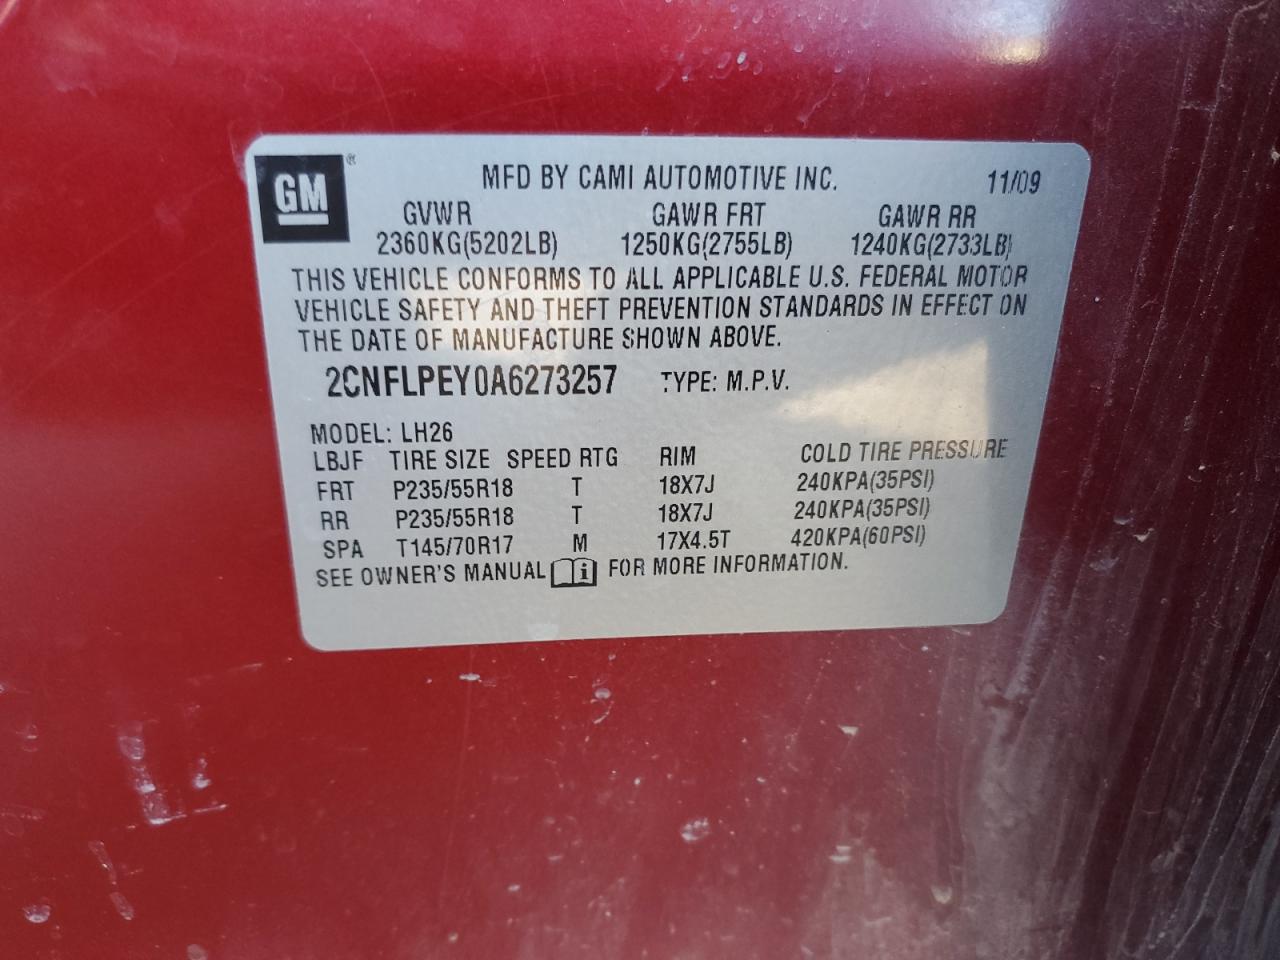 GM ®
MFD BY CAMI AUTOMOTIVE INC. 11/09
GVWR GAWR FRT GAWR RR
2360KG(5202LB) 1250KG(2755LB) 1240KG(2733LB)
THIS VEHICLE CONFORMS TO ALL APPLICABLE U.S. FEDERAL MOTOR
VEHICLE SAFETY AND THEFT PREVENTION STANDARDS IN EFFECT ON
THE DATE OF MANUFACTURE SHOWN ABOVE.
2CNFLPEY0A6273257 TYPE: M.P.V.
MODEL: LH26
LBJF TIRE SIZE SPEED RTG RIM COLD TIRE PRESSURE
FRT P235/55R18 T 18X7J 240KPA(35PSI)
RR P235/55R18 T 18X7J 240KPA(35PSI)
SPA T145/70R17 M 17X4.5T 420KPA(60PSI)
SEE OWNER'S MANUAL i FOR MORE INFORMATION.